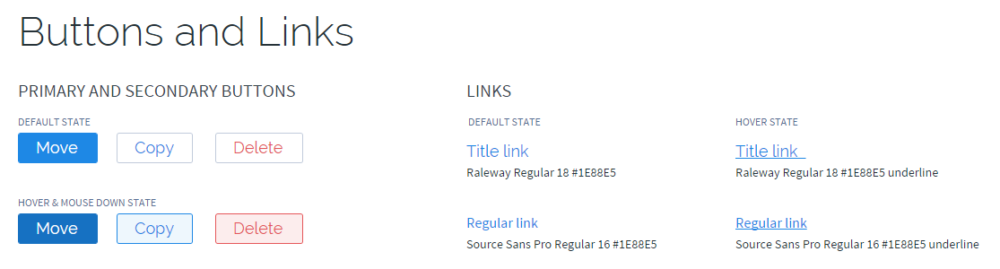 Buttons and Links
PRIMARY AND SECONDARY BUTTONS
DEFAULT STATE
Move Copy Delete
HOVER & MOUSE DOWN STATE
Move Copy Delete
LINKS
DEFAULT STATE HOVER STATE
Title link Title link
Raleway Regular 18 #1E88E5 Raleway Regular 18 #1E88E5 underline
Regular link Regular link
Source Sans Pro Regular 16 #1E88E5 Source Sans Pro Regular 16 #1E88E5 underline